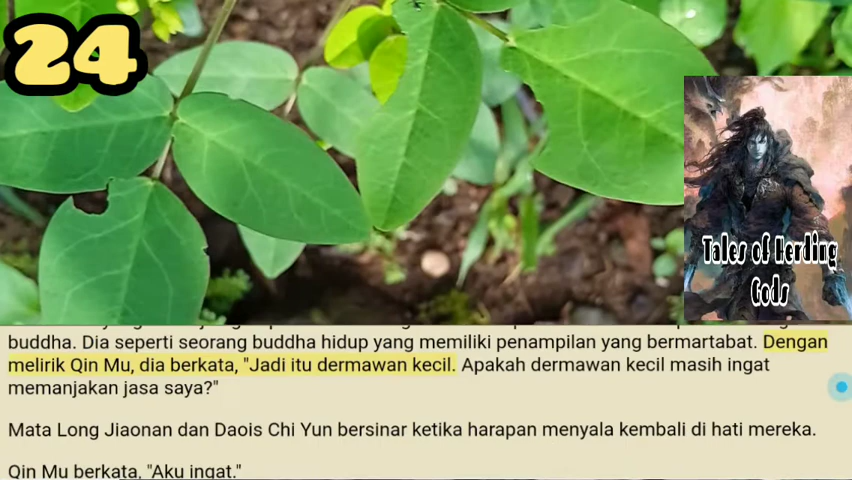 24
Tales of Herding
Gods
buddha. Dia seperti seorang buddha hidup yang memiliki penampilan yang bermartabat. Dengan
melirik Qin Mu, dia berkata, "Jadi itu dermawan kecil. Apakah dermawan kecil masih ingat
memanjakan jasa saya?"
Mata Long Jiaonan dan Daois Chi Yun bersinar ketika harapan menyala kembali di hati mereka.
Qin Mu berkata, "Aku ingat."